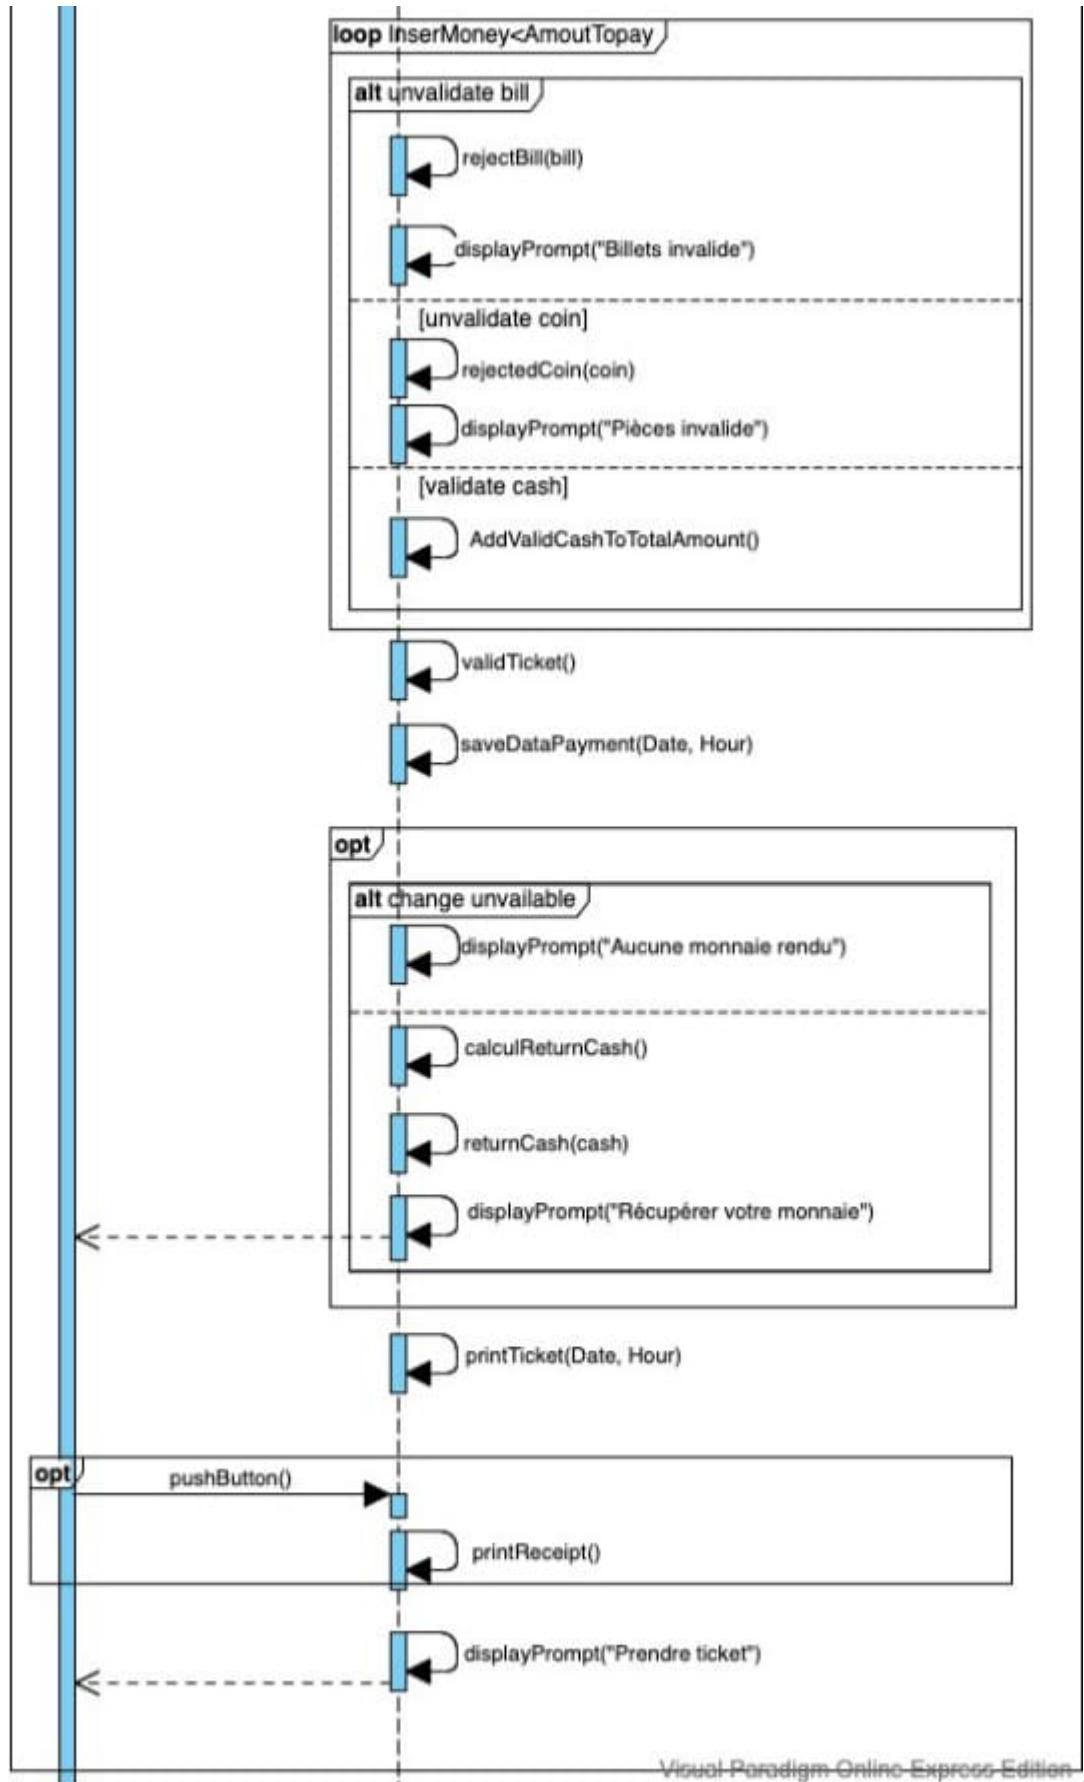 loop InserMoney<AmoutTopay
alt unvalidate bill
rejectBill(bill)
displayPrompt("Billets invalide")
[unvalidate coin]
rejectedCoin(coin)
displayPrompt("Pièces invalide")
[validate cash]
AddValidCashToTotalAmount()
validTicket()
saveDataPayment(Date, Hour)
opt
alt change unvailable
displayPrompt("Aucune monnaie rendu")
calculReturnCash()
returnCash(cash)
displayPrompt("Récupérer votre monnaie")
printTicket(Date, Hour)
opt
pushButton()
printReceipt()
displayPrompt("Prendre ticket")
Visual Paradigm Online Express Edition